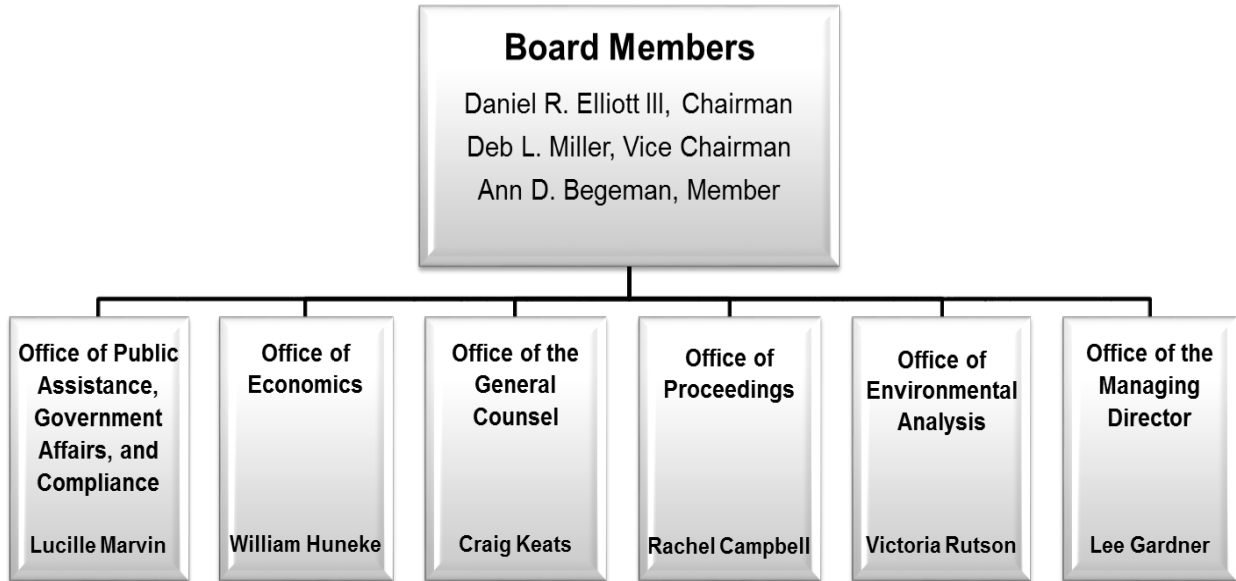 Board Members
Daniel R. Elliott III, Chairman
Deb L. Miller, Vice Chairman
Ann D. Begeman, Member
Office of Public
Assistance,
Government
Affairs, and
Compliance
Lucille Marvin
Office of
Economics
William Huneke
Office of the
General
Counsel
Craig Keats
Office of
Proceedings
Rachel Campbell
Office of
Environmental
Analysis
Victoria Rutson
Office of the
Managing
Director
Lee Gardner